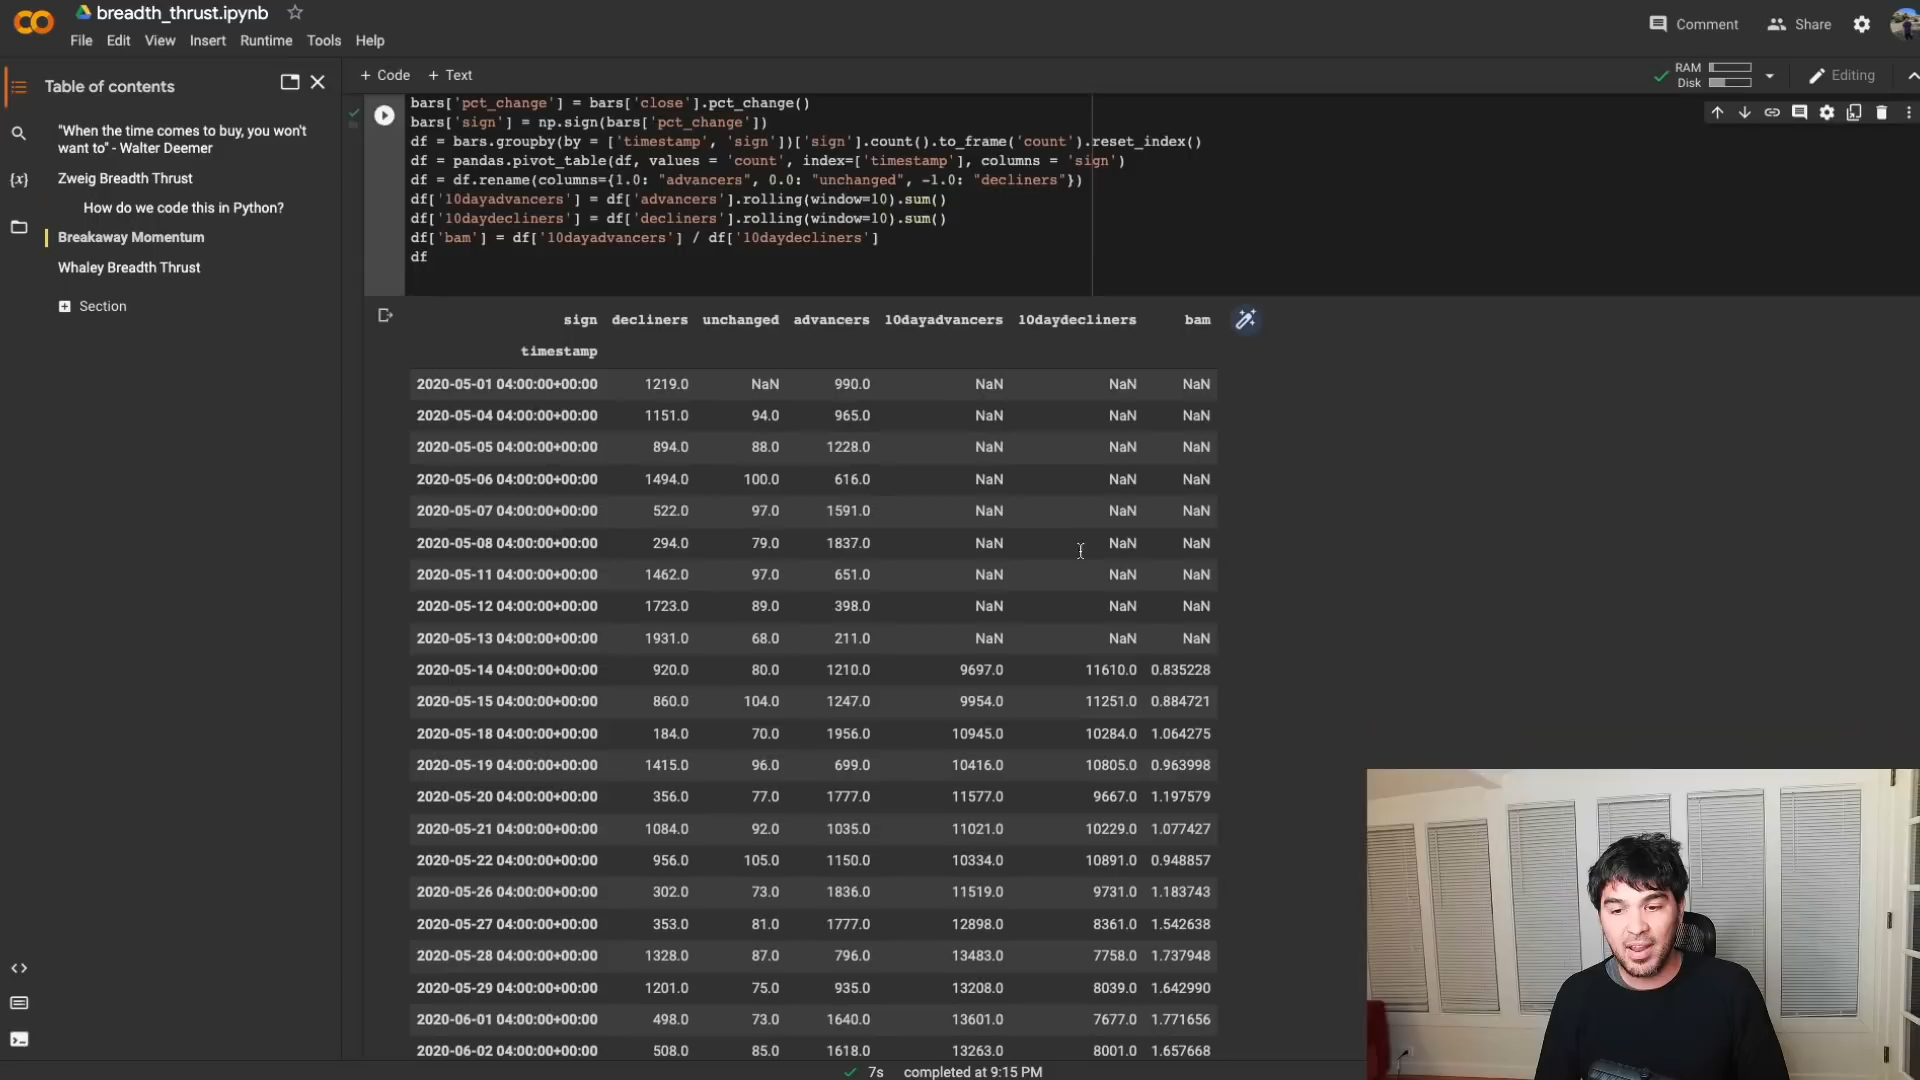 breadth_thrust.ipynb
File Edit View Insert Runtime Tools Help
Comment Share
Table of contents
+ Code + Text
RAM
Disk
Editing
"When the time comes to buy, you won't
want to" - Walter Deemer
Zweig Breadth Thrust
How do we code this in Python?
Breakaway Momentum
Whaley Breadth Thrust
Section
{x}
bars['pct_change'] = bars['close'].pct_change()
bars['sign'] = np.sign(bars['pct_change'])
df = bars.groupby(by = ['timestamp', 'sign'])['sign'].count().to_frame('count').reset_index()
df = pandas.pivot_table(df, values = 'count', index=['timestamp'], columns = 'sign')
df = df.rename(columns={1.0: "advancers", 0.0: "unchanged", -1.0: "decliners"})
df['10dayadvancers'] = df['advancers'].rolling(window=10).sum()
df['10daydecliners'] = df['decliners'].rolling(window=10).sum()
df['bam'] = df['10dayadvancers'] / df['10daydecliners']
df
sign decliners unchanged advancers 10dayadvancers 10daydecliners bam
timestamp
2020-05-01 04:00:00+00:00 1219.0 NaN 990.0 NaN NaN NaN
2020-05-04 04:00:00+00:00 1151.0 94.0 965.0 NaN NaN NaN
2020-05-05 04:00:00+00:00 894.0 88.0 1228.0 NaN NaN NaN
2020-05-06 04:00:00+00:00 1494.0 100.0 616.0 NaN NaN NaN
2020-05-07 04:00:00+00:00 522.0 97.0 1591.0 NaN NaN NaN
2020-05-08 04:00:00+00:00 294.0 79.0 1837.0 NaN NaN NaN
2020-05-11 04:00:00+00:00 1462.0 97.0 651.0 NaN NaN NaN
2020-05-12 04:00:00+00:00 1723.0 89.0 398.0 NaN NaN NaN
2020-05-13 04:00:00+00:00 1931.0 68.0 211.0 NaN NaN NaN
2020-05-14 04:00:00+00:00 920.0 80.0 1210.0 9697.0 11610.0 0.835228
2020-05-15 04:00:00+00:00 860.0 104.0 1247.0 9954.0 11251.0 0.884721
2020-05-18 04:00:00+00:00 184.0 70.0 1956.0 10945.0 10284.0 1.064275
2020-05-19 04:00:00+00:00 1415.0 96.0 699.0 10416.0 10805.0 0.963998
2020-05-20 04:00:00+00:00 356.0 77.0 1777.0 11577.0 9667.0 1.197579
2020-05-21 04:00:00+00:00 1084.0 92.0 1035.0 11021.0 10229.0 1.077427
2020-05-22 04:00:00+00:00 956.0 105.0 1150.0 10334.0 10891.0 0.948857
2020-05-26 04:00:00+00:00 302.0 73.0 1836.0 11519.0 9731.0 1.183743
2020-05-27 04:00:00+00:00 353.0 81.0 1777.0 12898.0 8361.0 1.542638
2020-05-28 04:00:00+00:00 1328.0 87.0 796.0 13483.0 7758.0 1.737948
2020-05-29 04:00:00+00:00 1201.0 75.0 935.0 13208.0 8039.0 1.642990
2020-06-01 04:00:00+00:00 498.0 73.0 1640.0 13601.0 7677.0 1.771656
2020-06-02 04:00:00+00:00 508.0 85.0 1618.0 13263.0 8001.0 1.657668
7s completed at 9:15 PM